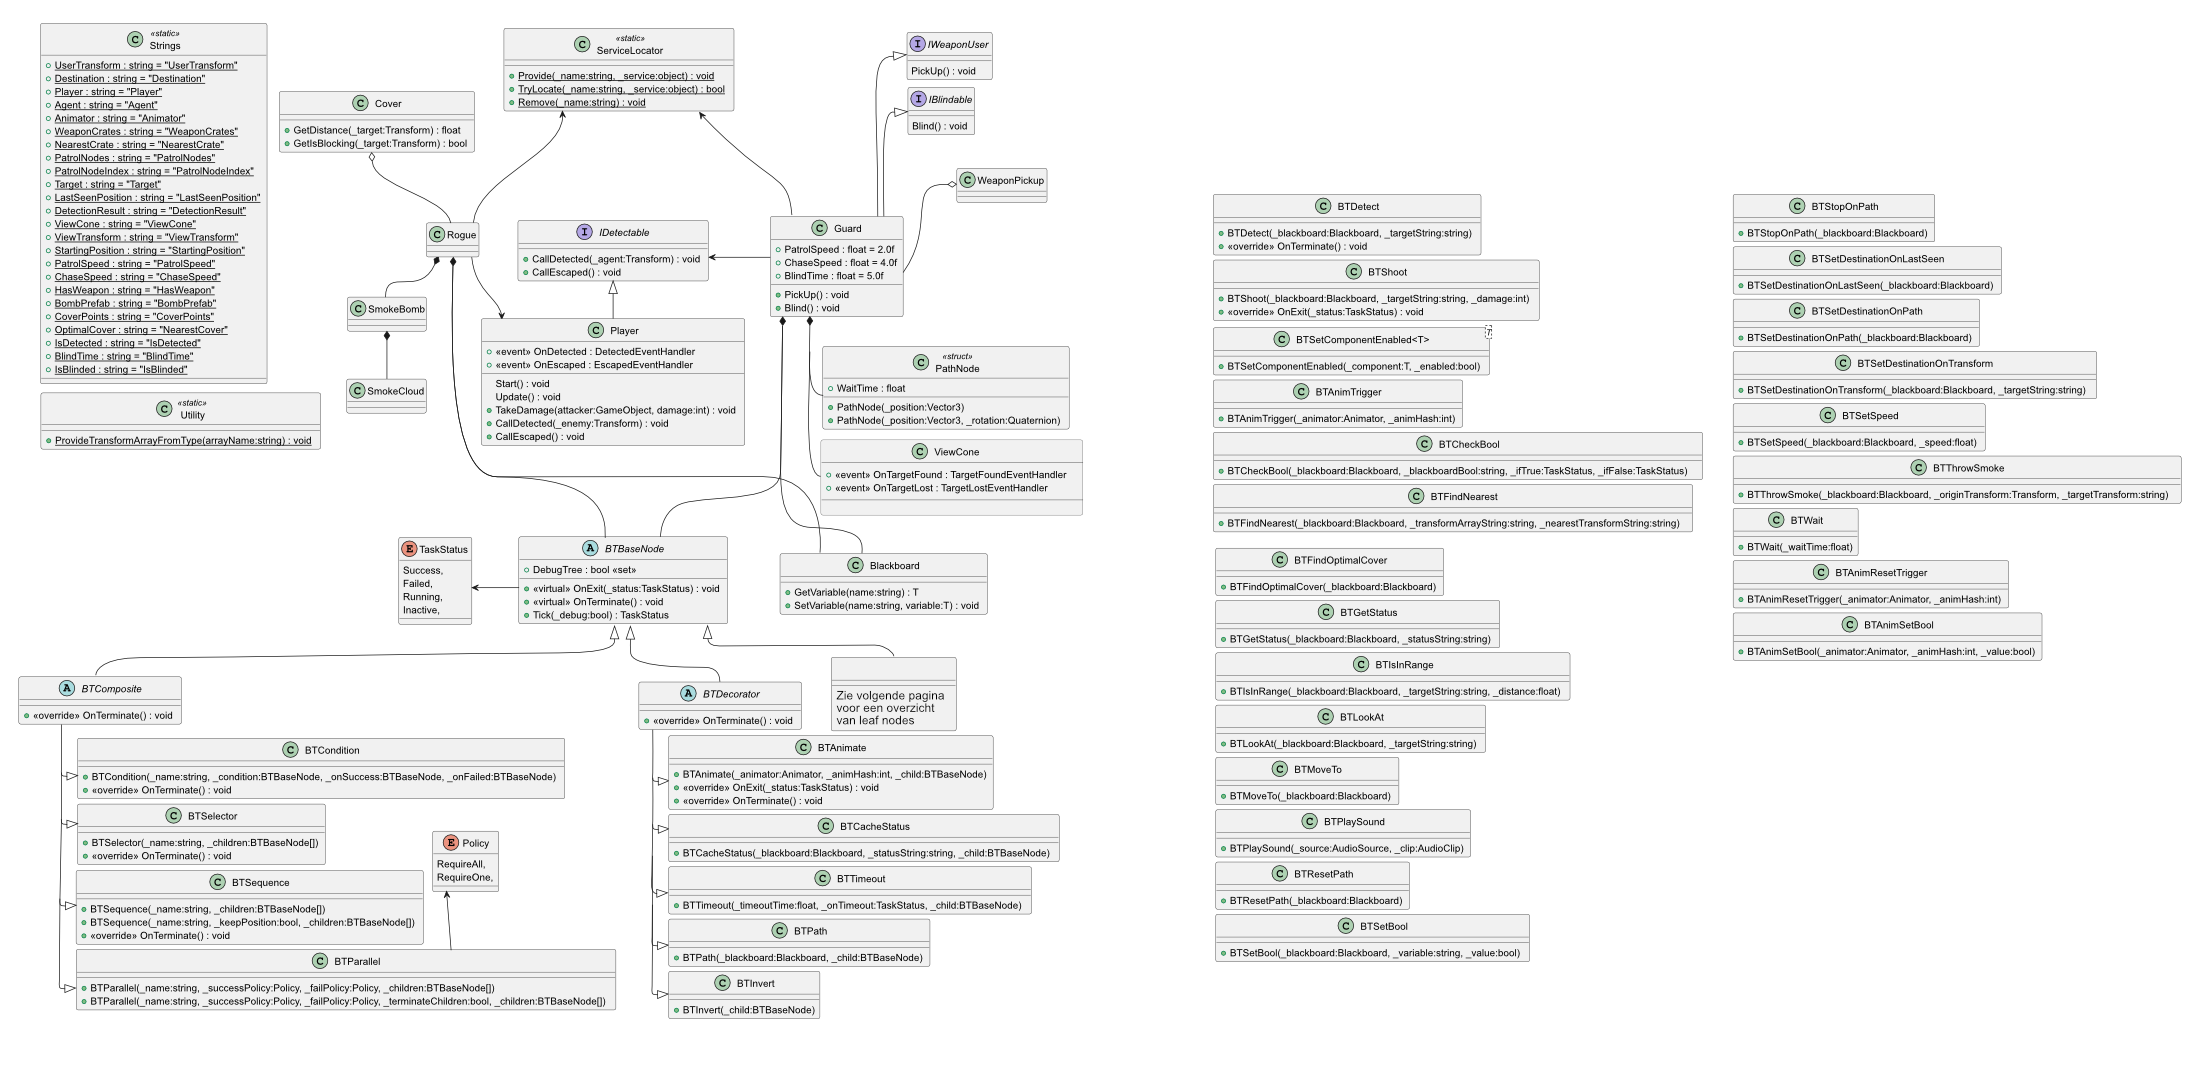 «static»
Strings
UserTransform : string = "UserTransform"
Destination : string = "Destination"
Player : string = "Player"
Agent : string = "Agent"
Animator : string = "Animator"
WeaponCrates : string = "WeaponCrates"
NearestCrate : string = "NearestCrate"
PatrolNodes : string = "PatrolNodes"
PatrolNodeIndex : string = "PatrolNodeIndex"
Target : string = "Target"
LastSeenPosition : string = "LastSeenPosition"
DetectionResult : string = "DetectionResult"
ViewCone : string = "ViewCone"
ViewTransform : string = "ViewTransform"
StartingPosition : string = "StartingPosition"
PatrolSpeed : string = "PatrolSpeed"
ChaseSpeed : string = "ChaseSpeed"
HasWeapon : string = "HasWeapon"
BombPrefab : string = "BombPrefab"
CoverPoints : string = "CoverPoints"
OptimalCover : string = "NearestCover"
IsDetected : string = "IsDetected"
BlindTime : string = "BlindTime"
IsBlinded : string = "IsBlinded"
«static»
Utility
ProvideTransformArrayFromType(arrayName:string) : void
C Cover
GetDistance(_target:Transform) : float
GetIsBlocking(_target:Transform) : bool
«static»
ServiceLocator
Provide(_name:string, _service:object) : void
TryLocate(_name:string, _service:object) : bool
Remove(_name:string) : void
I IWeaponUser
PickUp() : void
I IBlindable
Blind() : void
C WeaponPickup
C Rogue
I IDetectable
CallDetected(_agent:Transform) : void
CallEscaped() : void
C Guard
PatrolSpeed : float = 2.0f
ChaseSpeed : float = 4.0f
BlindTime : float = 5.0f
PickUp() : void
Blind() : void
C SmokeBomb
C SmokeCloud
C Player
«event» OnDetected : DetectedEventHandler
«event» OnEscaped : EscapedEventHandler
Start() : void
Update() : void
TakeDamage(attacker:GameObject, damage:int) : void
CallDetected(_enemy:Transform) : void
CallEscaped() : void
«struct»
PathNode
WaitTime : float
PathNode(_position:Vector3)
PathNode(_position:Vector3, _rotation:Quaternion)
C ViewCone
«event» OnTargetFound : TargetFoundEventHandler
«event» OnTargetLost : TargetLostEventHandler
E TaskStatus
Success,
Failed,
Running,
Inactive,
A BTBaseNode
DebugTree : bool «set»
«virtual» OnExit(_status:TaskStatus) : void
«virtual» OnTerminate() : void
Tick(_debug:bool) : TaskStatus
C Blackboard
GetVariable(name:string) : T
SetVariable(name:string, variable:T) : void
A BTComposite
«override» OnTerminate() : void
A BTDecorator
«override» OnTerminate() : void
Zie volgende pagina
voor een overzicht
van leaf nodes
C BTCondition
BTCondition(_name:string, _condition:BTBaseNode, _onSuccess:BTBaseNode, _onFailed:BTBaseNode)
«override» OnTerminate() : void
C BTSelector
BTSelector(_name:string, _children:BTBaseNode[])
«override» OnTerminate() : void
E Policy
RequireAll,
RequireOne,
C BTSequence
BTSequence(_name:string, _children:BTBaseNode[])
BTSequence(_name:string, _keepPosition:bool, _children:BTBaseNode[])
«override» OnTerminate() : void
C BTParallel
BTParallel(_name:string, _successPolicy:Policy, _failPolicy:Policy, _children:BTBaseNode[])
BTParallel(_name:string, _successPolicy:Policy, _failPolicy:Policy, _terminateChildren:bool, _children:BTBaseNode[])
C BTAnimate
BTAnimate(_animator:Animator, _animHash:int, _child:BTBaseNode)
«override» OnExit(_status:TaskStatus) : void
«override» OnTerminate() : void
C BTCacheStatus
BTCacheStatus(_blackboard:Blackboard, _statusString:string, _child:BTBaseNode)
C BTTimeout
BTTimeout(_timeoutTime:float, _onTimeout:TaskStatus, _child:BTBaseNode)
C BTPath
BTPath(_blackboard:Blackboard, _child:BTBaseNode)
C BTInvert
BTInvert(_child:BTBaseNode)
C BTDetect
BTDetect(_blackboard:Blackboard, _targetString:string)
«override» OnTerminate() : void
C BTShoot
BTShoot(_blackboard:Blackboard, _targetString:string, _damage:int)
«override» OnExit(_status:TaskStatus) : void
C BTSetComponentEnabled<T>
T
BTSetComponentEnabled(_component:T, _enabled:bool)
C BTAnimTrigger
BTAnimTrigger(_animator:Animator, _animHash:int)
C BTCheckBool
BTCheckBool(_blackboard:Blackboard, _blackboardBool:string, _ifTrue:TaskStatus, _ifFalse:TaskStatus)
C BTFindNearest
BTFindNearest(_blackboard:Blackboard, _transformArrayString:string, _nearestTransformString:string)
C BTFindOptimalCover
BTFindOptimalCover(_blackboard:Blackboard)
C BTGetStatus
BTGetStatus(_blackboard:Blackboard, _statusString:string)
C BTIsInRange
BTIsInRange(_blackboard:Blackboard, _targetString:string, _distance:float)
C BTLookAt
BTLookAt(_blackboard:Blackboard, _targetString:string)
C BTMoveTo
BTMoveTo(_blackboard:Blackboard)
C BTPlaySound
BTPlaySound(_source:AudioSource, _clip:AudioClip)
C BTResetPath
BTResetPath(_blackboard:Blackboard)
C BTSetBool
BTSetBool(_blackboard:Blackboard, _variable:string, _value:bool)
C BTStopOnPath
BTStopOnPath(_blackboard:Blackboard)
C BTSetDestinationOnLastSeen
BTSetDestinationOnLastSeen(_blackboard:Blackboard)
C BTSetDestinationOnPath
BTSetDestinationOnPath(_blackboard:Blackboard)
C BTSetDestinationOnTransform
BTSetDestinationOnTransform(_blackboard:Blackboard, _targetString:string)
C BTSetSpeed
BTSetSpeed(_blackboard:Blackboard, _speed:float)
C BTThrowSmoke
BTThrowSmoke(_blackboard:Blackboard, _originTransform:Transform, _targetTransform:string)
C BTWait
BTWait(_waitTime:float)
C BTAnimResetTrigger
BTAnimResetTrigger(_animator:Animator, _animHash:int)
C BTAnimSetBool
BTAnimSetBool(_animator:Animator, _animHash:int, _value:bool)